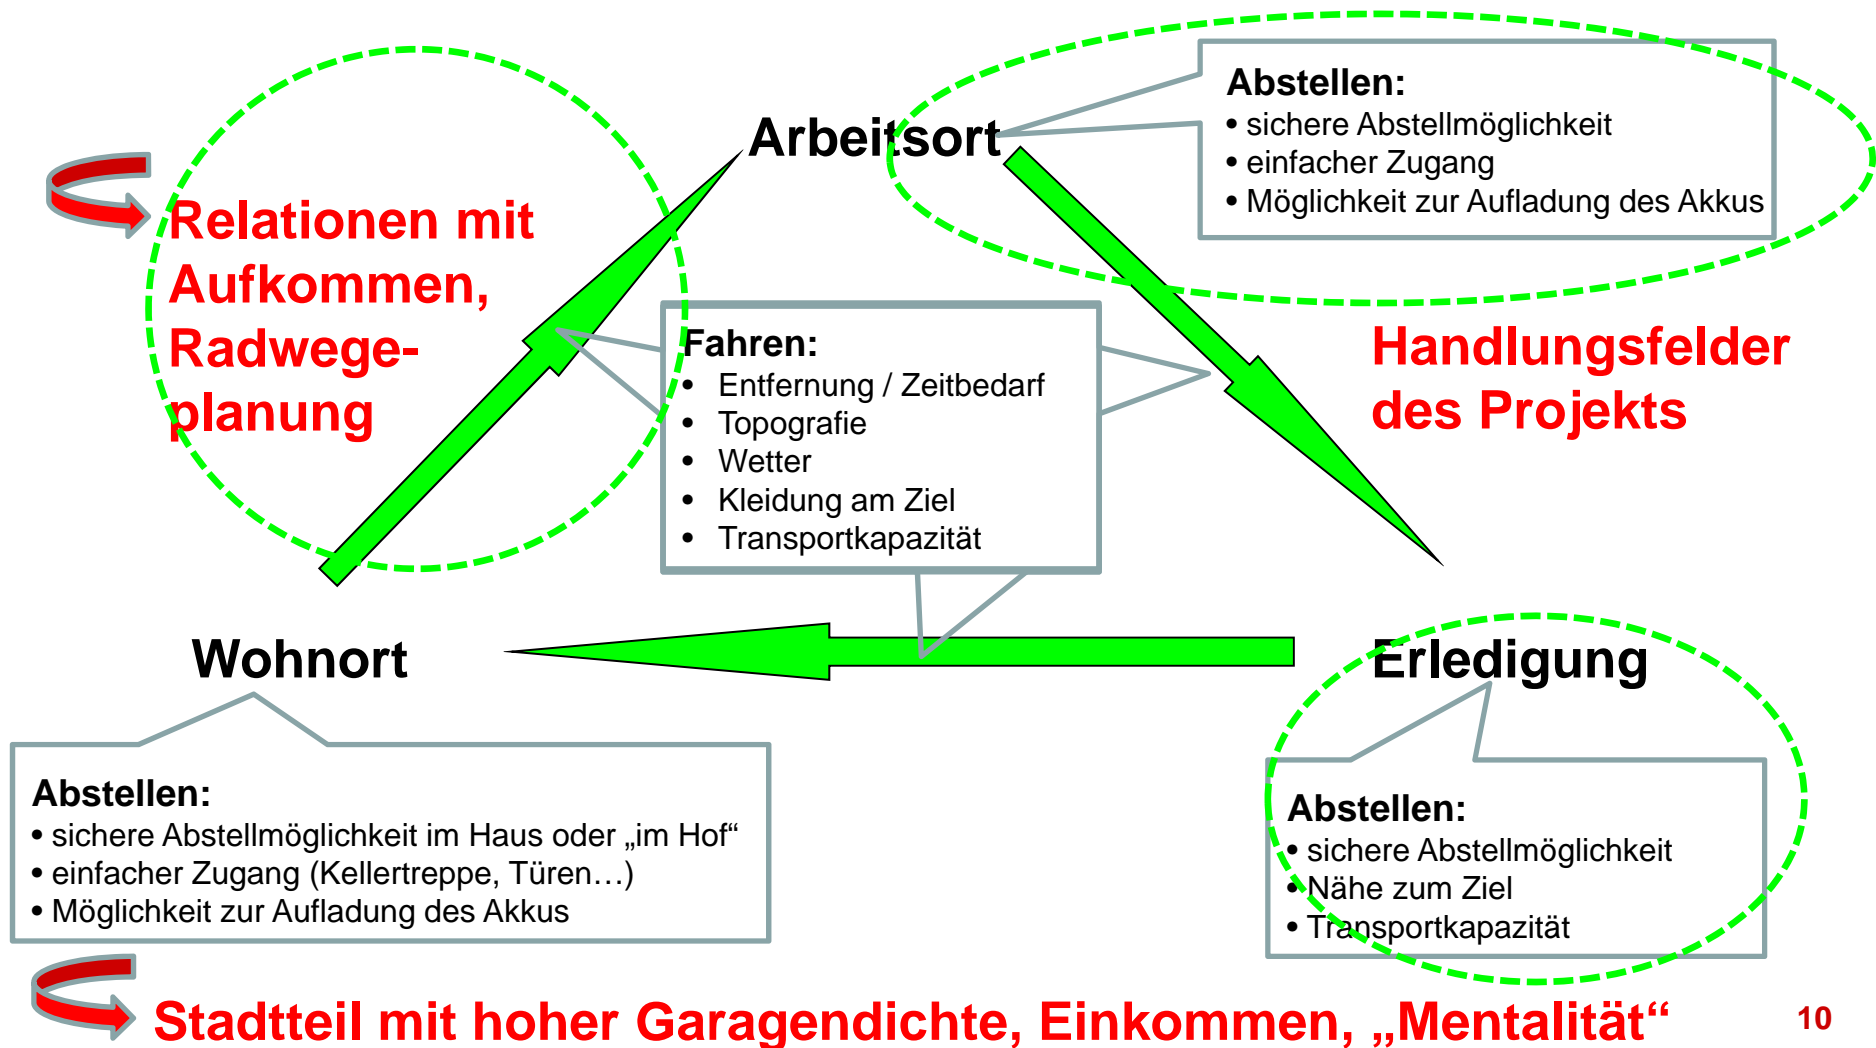 Abstellen:
• sichere Abstellmöglichkeit
• einfacher Zugang
• Möglichkeit zur Aufladung des Akkus
Arbeitsort
Relationen mit
Aufkommen,
Radwege-
planung
Fahren:
• Entfernung / Zeitbedarf
• Topografie
• Wetter
• Kleidung am Ziel
• Transportkapazität
Handlungsfelder
des Projekts
Wohnort
Erledigung
Abstellen:
• sichere Abstellmöglichkeit im Haus oder „im Hof“
• einfacher Zugang (Kellertreppe, Türen…)
• Möglichkeit zur Aufladung des Akkus
Abstellen:
• sichere Abstellmöglichkeit
• Nähe zum Ziel
• Transportkapazität
Stadtteil mit hoher Garagendichte, Einkommen, „Mentalität“
10